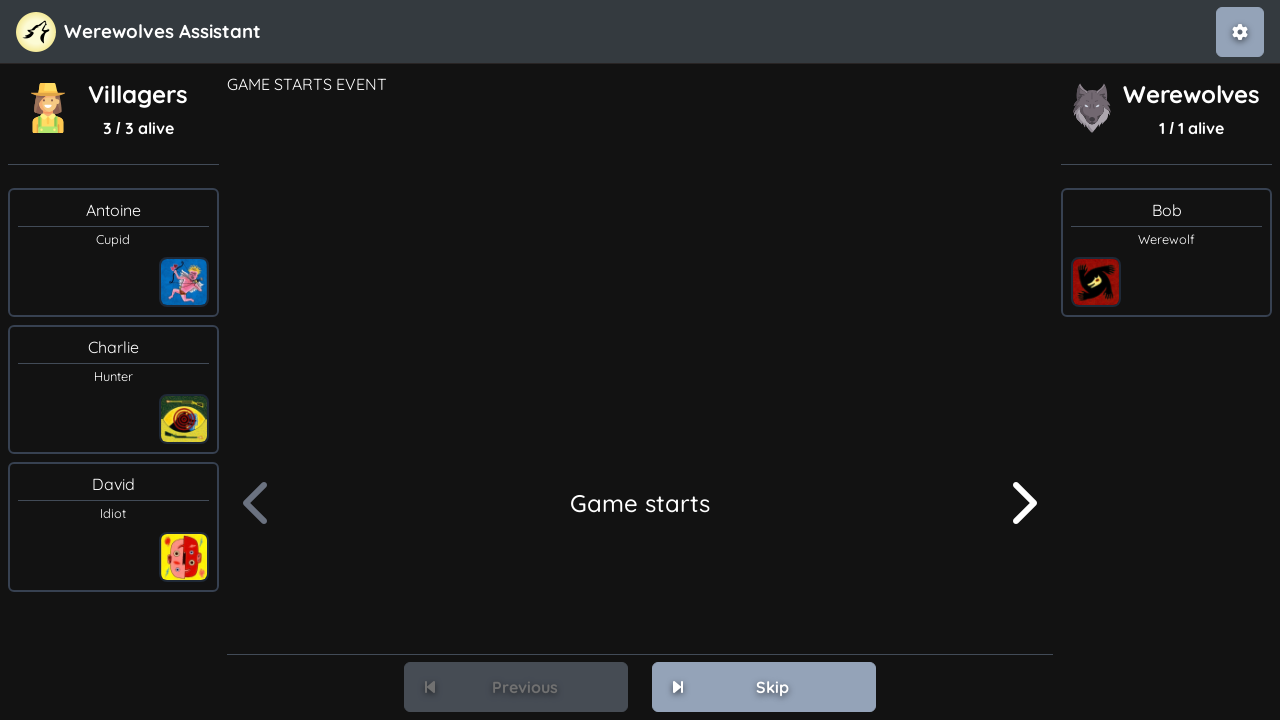 Werewolves Assistant
Villagers
3 / 3 alive
Antoine
Cupid
Charlie
Hunter
David
Idiot
GAME STARTS EVENT
Game starts
Previous
Skip
Werewolves
1 / 1 alive
Bob
Werewolf